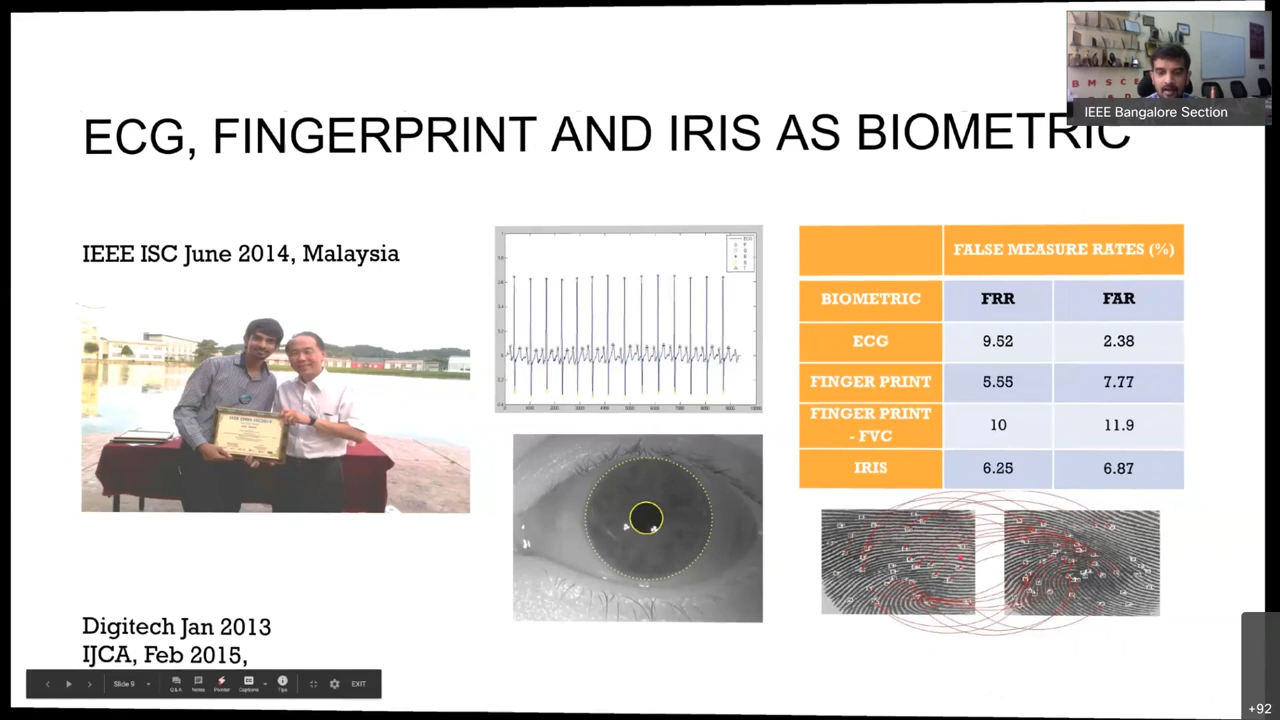 IEEE Bangalore Section
ECG, FINGERPRINT AND IRIS AS BIOMETRIC
IEEE ISC June 2014, Malaysia
ECG
P
Q
R
S
T
FALSE MEASURE RATES (%)
BIOMETRIC FRR FAR
ECG 9.52 2.38
FINGER PRINT 5.55 7.77
FINGER PRINT
- FVC 10 11.9
IRIS 6.25 6.87
Digitech Jan 2013
IJCA, Feb 2015,
Slide 9 Q&A Notes Pointer Captions Tips EXIT
+92